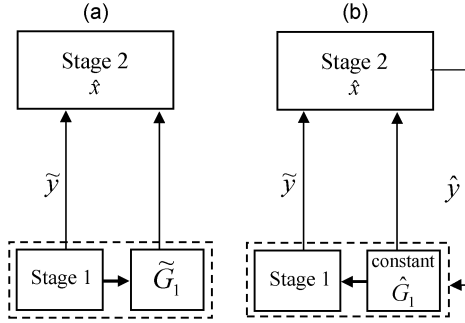 (a)
Stage 2
x̂
ỹ
Stage 1
G̃₁
(b)
Stage 2
x̂
ỹ
ŷ
Stage 1
constant
Ĝ₁